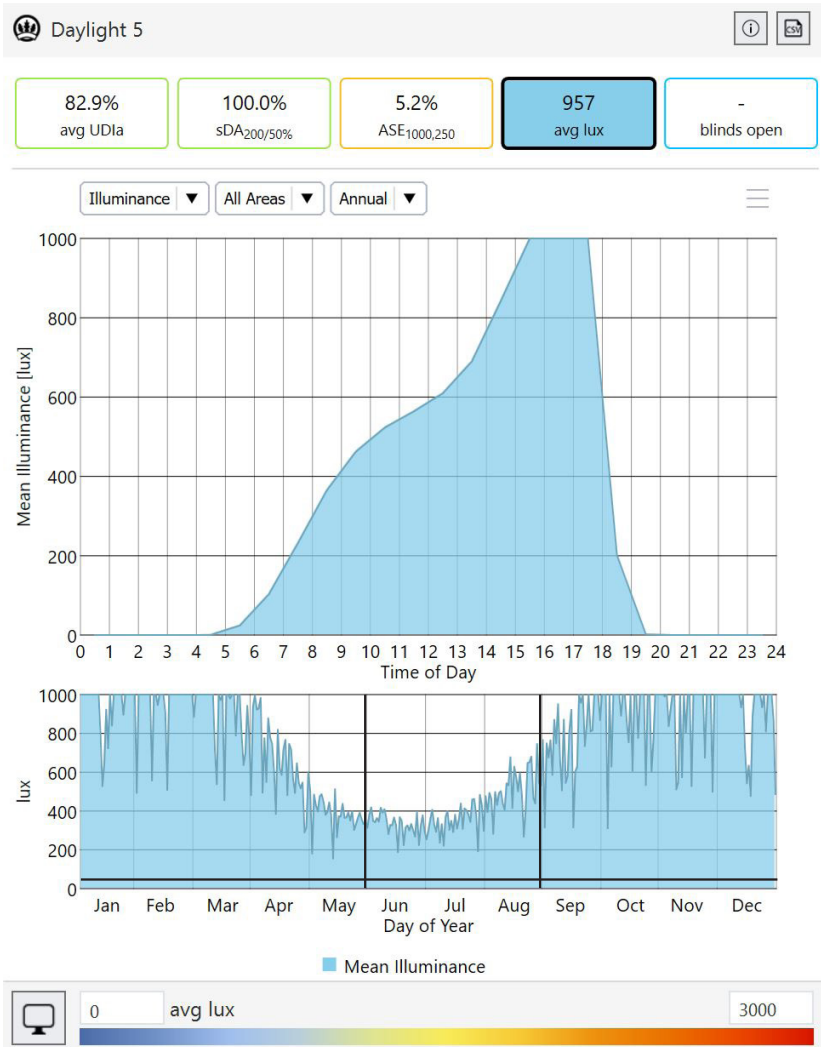 Daylight 5
CSV
82.9% 100.0% 5.2% 957 -
avg UDIa sDA200/50% ASE1000,250 avg lux blinds open
Illuminance ▼ All Areas ▼ Annual ▼
1000
800
600
400
200
0
Mean Illuminance [lux]
0 1 2 3 4 5 6 7 8 9 10 11 12 13 14 15 16 17 18 19 20 21 22 23 24
Time of Day
1000
800
600
400
200
0
lux
Jan Feb Mar Apr May Jun Jul Aug Sep Oct Nov Dec
Day of Year
Mean Illuminance
0 avg lux 3000